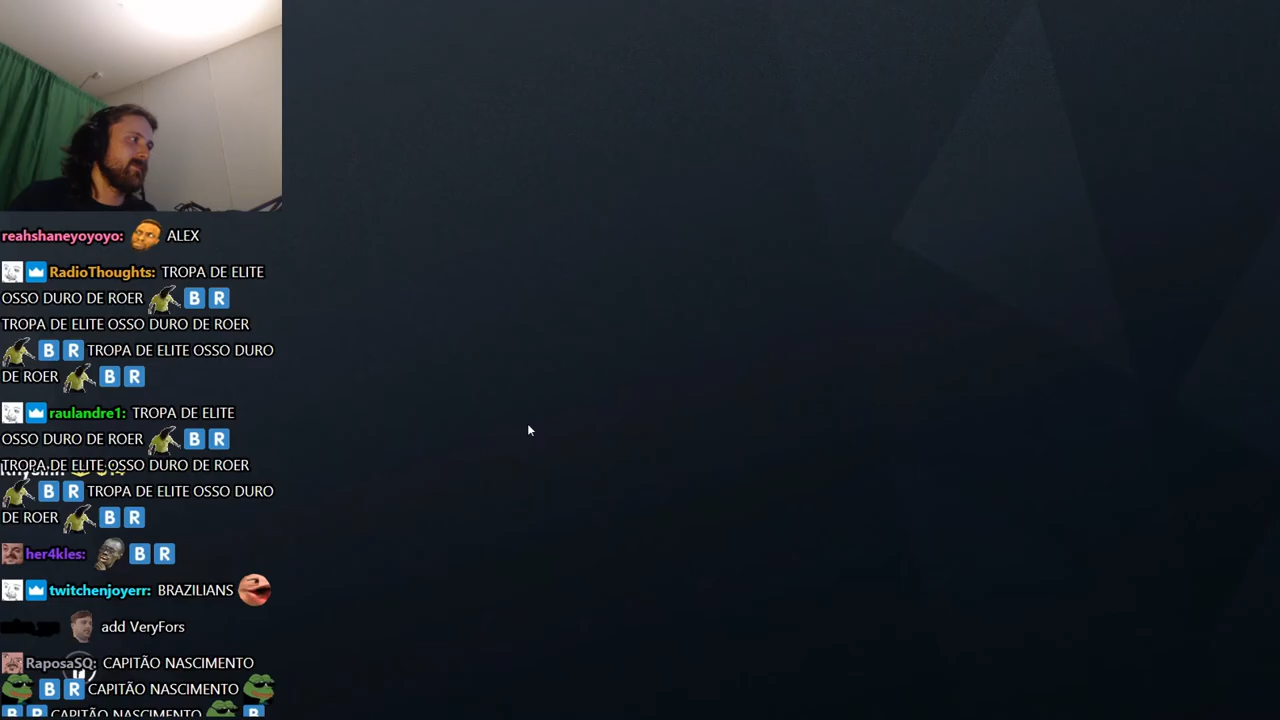 reahshaneyoyoyo: ALEX
RadioThoughts: TROPA DE ELITE
OSSO DURO DE ROER 🇧 🇷
TROPA DE ELITE OSSO DURO DE ROER
🇧 🇷 TROPA DE ELITE OSSO DURO
DE ROER 🇧 🇷
raulandre1: TROPA DE ELITE
OSSO DURO DE ROER 🇧 🇷
TROPA DE ELITE OSSO DURO DE ROER
🇧 🇷 TROPA DE ELITE OSSO DURO
DE ROER 🇧 🇷
her4kles: 🇧 🇷
twitchenjoyerr: BRAZILIANS
add VeryFors
RaposaSQ: CAPITÃO NASCIMENTO
🇧 🇷 CAPITÃO NASCIMENTO
🇧 🇷 CAPITÃO NASCIMENTO 🇧